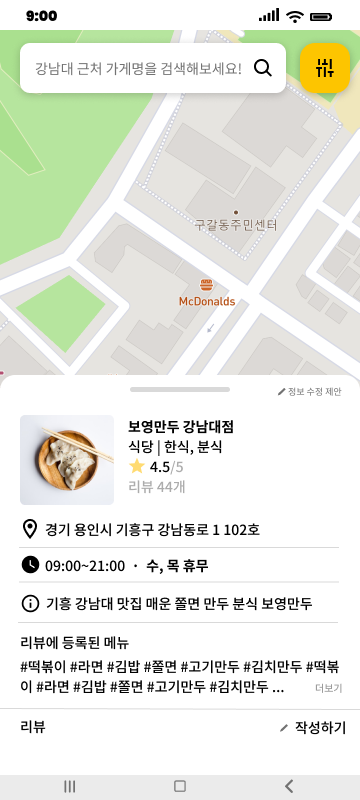 9:00
강남대 근처 가게명을 검색해보세요!
구갈동주민센터
McDonalds
정보 수정 제안
보영만두 강남대점
식당 | 한식, 분식
4.5/5
리뷰 44개
경기 용인시 기흥구 강남동로 1 102호
09:00~21:00 · 수, 목 휴무
기흥 강남대 맛집 매운 쫄면 만두 분식 보영만두
리뷰에 등록된 메뉴
#떡볶이 #라면 #김밥 #쫄면 #고기만두 #김치만두 #떡볶
이 #라면 #김밥 #쫄면 #고기만두 #김치만두 ... 더보기
리뷰 작성하기